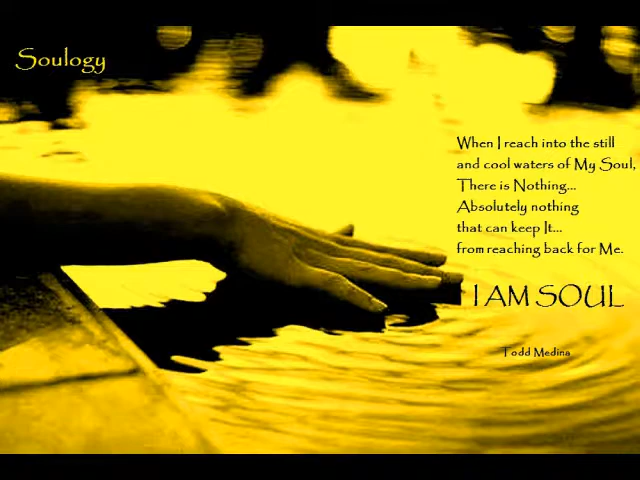 Soulogy
When I reach into the still
and cool waters of My Soul,
There is Nothing...
Absolutely nothing
that can keep It...
from reaching back for Me.
I AM SOUL
Todd Medina